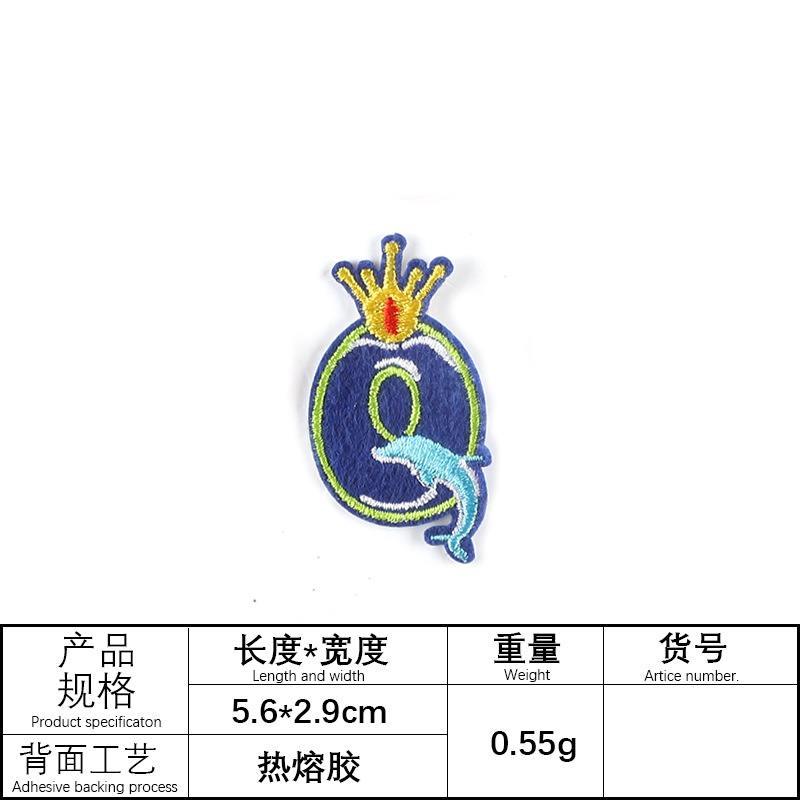 Q
产品
规格
Product specificaton
长度*宽度
Length and width
重量
Weight
货号
Artice number.
5.6*2.9cm
0.55g
背面工艺
Adhesive backing process
热熔胶